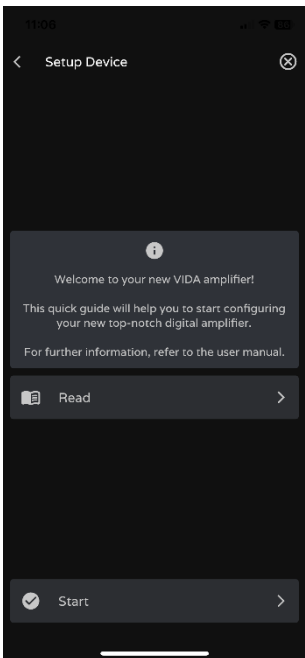 11:06
Setup Device
Welcome to your new VIDA amplifier!
This quick guide will help you to start configuring
your new top-notch digital amplifier.
For further information, refer to the user manual.
Read
Start